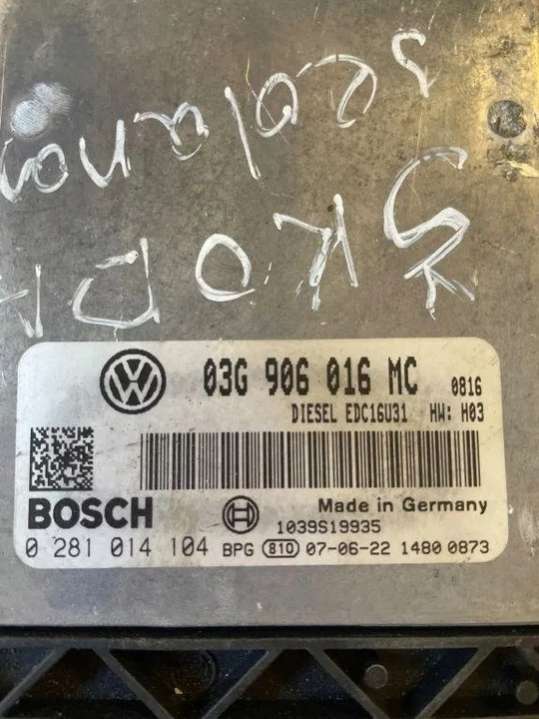 SKODA
03G 906 016 MC 0816
DIESEL EDC16U31 HW: H03
BOSCH
Made in Germany
1039S19935
0 281 014 104 BPG 810 07-06-22 1480 0873